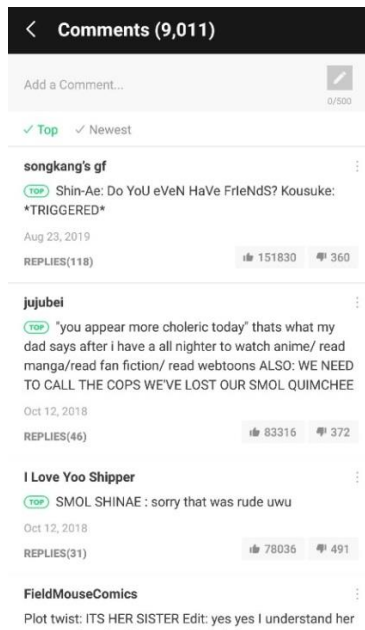 Comments (9,011)
Add a Comment...
0/500
Top Newest
songkang's gf
TOP Shin-Ae: Do YoU eVeN HaVe FrIeNdS? Kousuke:
*TRIGGERED*
Aug 23, 2019
REPLIES(118) 151830 360
jujubei
TOP "you appear more choleric today" thats what my
dad says after i have a all nighter to watch anime/ read
manga/read fan fiction/ read webtoons ALSO: WE NEED
TO CALL THE COPS WE'VE LOST OUR SMOL QUIMCHEE
Oct 12, 2018
REPLIES(46) 83316 372
I Love Yoo Shipper
TOP SMOL SHINAE : sorry that was rude uwu
Oct 12, 2018
REPLIES(31) 78036 491
FieldMouseComics
Plot twist: ITS HER SISTER Edit: yes yes I understand her